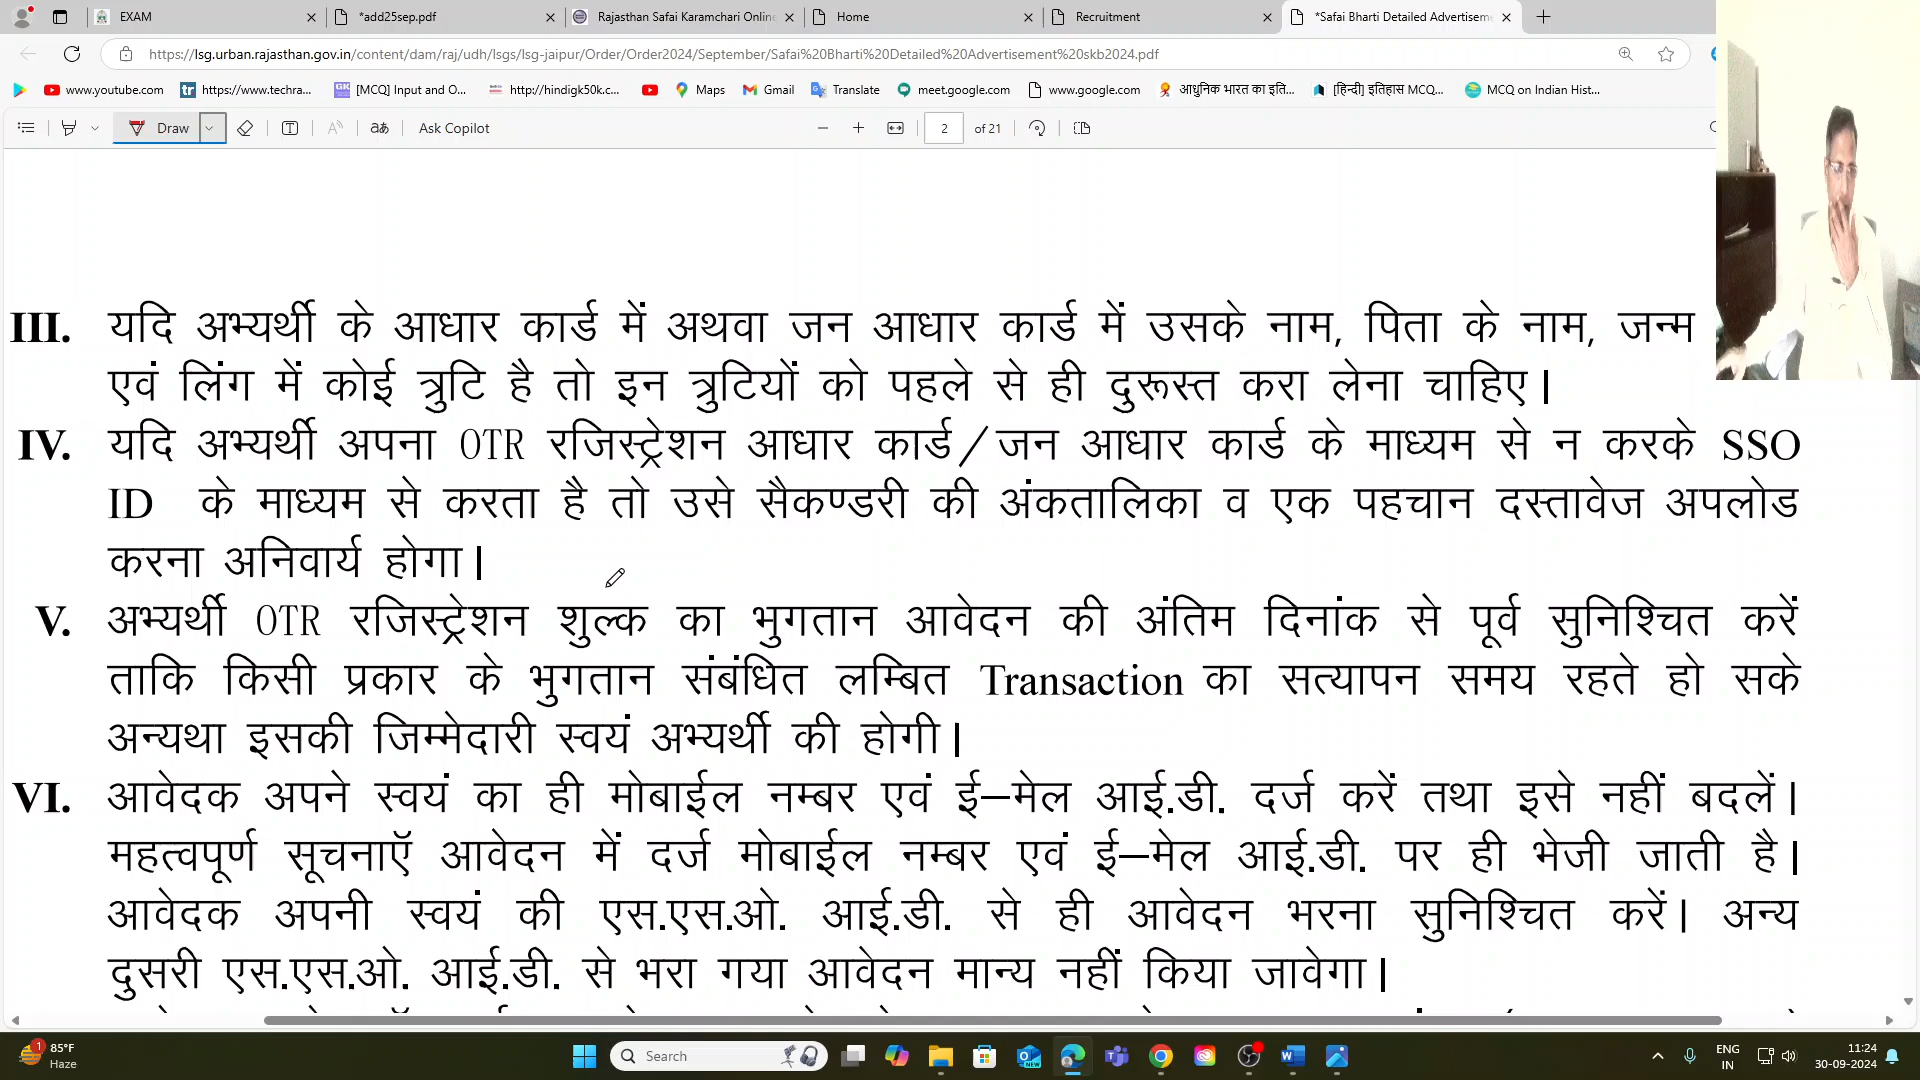 EXAM
*add25sep.pdf
Rajasthan Safai Karamchari Online
Home
Recruitment
*Safai Bharti Detailed Advertisem
https://lsg.urban.rajasthan.gov.in/content/dam/raj/udh/lsgs/lsg-jaipur/Order/Order2024/September/Safai%20Bharti%20Detailed%20Advertisement%20skb2024.pdf
www.youtube.com
https://www.techra...
[MCQ] Input and O...
http://hindigk50k.c...
Maps
Gmail
Translate
meet.google.com
www.google.com
आधुनिक भारत का इति...
[हिन्दी] इतिहास MCQ...
MCQ on Indian Hist...
Draw
Ask Copilot
2 of 21
III. यदि अभ्यर्थी के आधार कार्ड में अथवा जन आधार कार्ड में उसके नाम, पिता के नाम, जन्म
एवं लिंग में कोई त्रुटि है तो इन त्रुटियों को पहले से ही दुरूस्त करा लेना चाहिए।
IV. यदि अभ्यर्थी अपना OTR रजिस्ट्रेशन आधार कार्ड/जन आधार कार्ड के माध्यम से न करके SSO
ID के माध्यम से करता है तो उसे सैकण्डरी की अंकतालिका व एक पहचान दस्तावेज अपलोड
करना अनिवार्य होगा।
V. अभ्यर्थी OTR रजिस्ट्रेशन शुल्क का भुगतान आवेदन की अंतिम दिनांक से पूर्व सुनिश्चित करें
ताकि किसी प्रकार के भुगतान संबंधित लम्बित Transaction का सत्यापन समय रहते हो सके
अन्यथा इसकी जिम्मेदारी स्वयं अभ्यर्थी की होगी।
VI. आवेदक अपने स्वयं का ही मोबाईल नम्बर एवं ई–मेल आई.डी. दर्ज करें तथा इसे नहीं बदलें।
महत्वपूर्ण सूचनाऍ आवेदन में दर्ज मोबाईल नम्बर एवं ई–मेल आई.डी. पर ही भेजी जाती है।
आवेदक अपनी स्वयं की एस.एस.ओ. आई.डी. से ही आवेदन भरना सुनिश्चित करें। अन्य
दुसरी एस.एस.ओ. आई.डी. से भरा गया आवेदन मान्य नहीं किया जावेगा।
85°F
Haze
Search
ENG
IN
11:24
30-09-2024